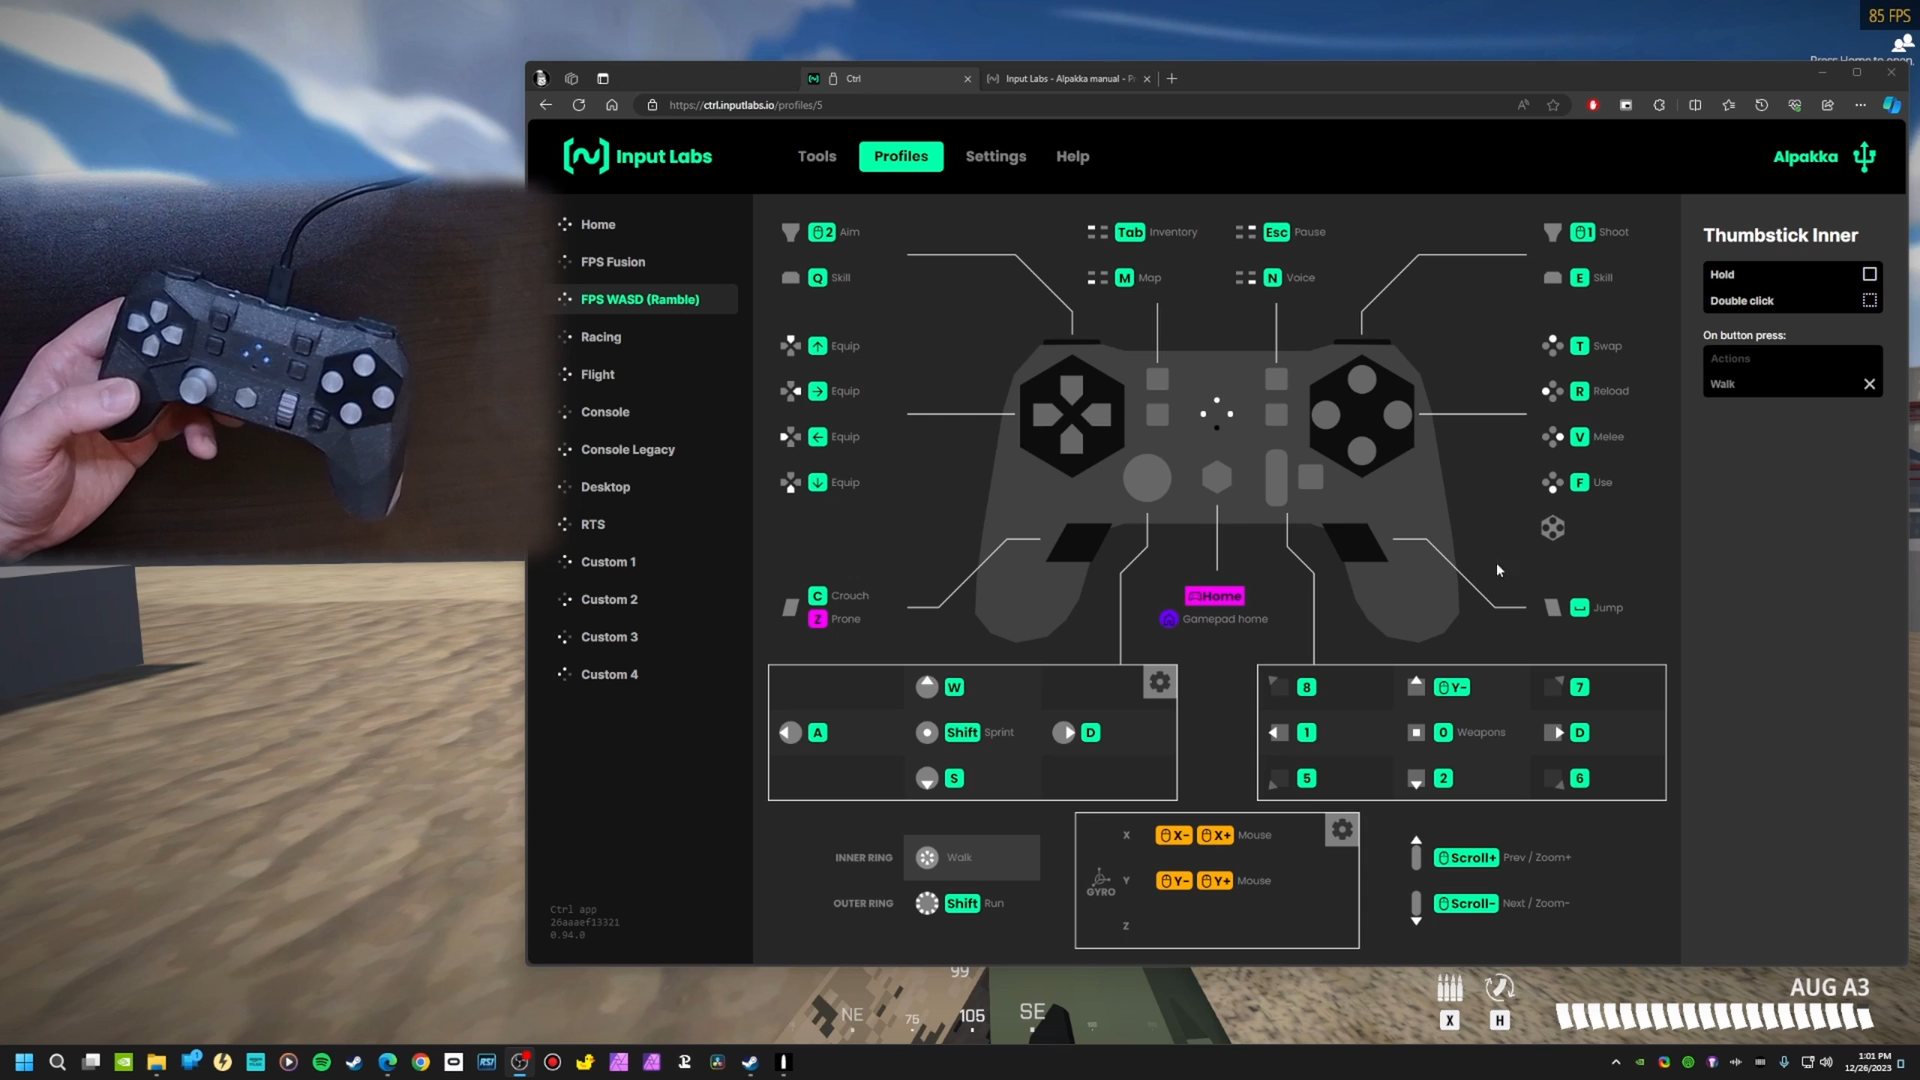 85 FPS
Ctrl
Input Labs - Alpakka manual - P
https://ctrl.inputlabs.io/profiles/5
Input Labs
Tools
Profiles
Settings
Help
Alpakka
Home
FPS Fusion
FPS WASD (Ramble)
Racing
Flight
Console
Console Legacy
Desktop
RTS
Custom 1
Custom 2
Custom 3
Custom 4
Ctrl app
26aaaef13321
0.94.0
2 Aim
Q Skill
↑ Equip
→ Equip
← Equip
↓ Equip
C Crouch
Z Prone
Tab Inventory
M Map
Esc Pause
N Voice
1 Shoot
E Skill
T Swap
R Reload
V Melee
F Use
Jump
Home
Gamepad home
W
A
Shift Sprint
D
S
8
Y-
7
1
0 Weapons
D
5
2
6
INNER RING Walk
OUTER RING Shift Run
GYRO
X X- X+ Mouse
Y Y- Y+ Mouse
Z
Scroll+ Prev / Zoom+
Scroll- Next / Zoom-
Thumbstick Inner
Hold
Double click
On button press:
Actions
Walk
99
NE 75 105 SE
AUG A3
X H
RSI
1:01 PM
12/26/2023